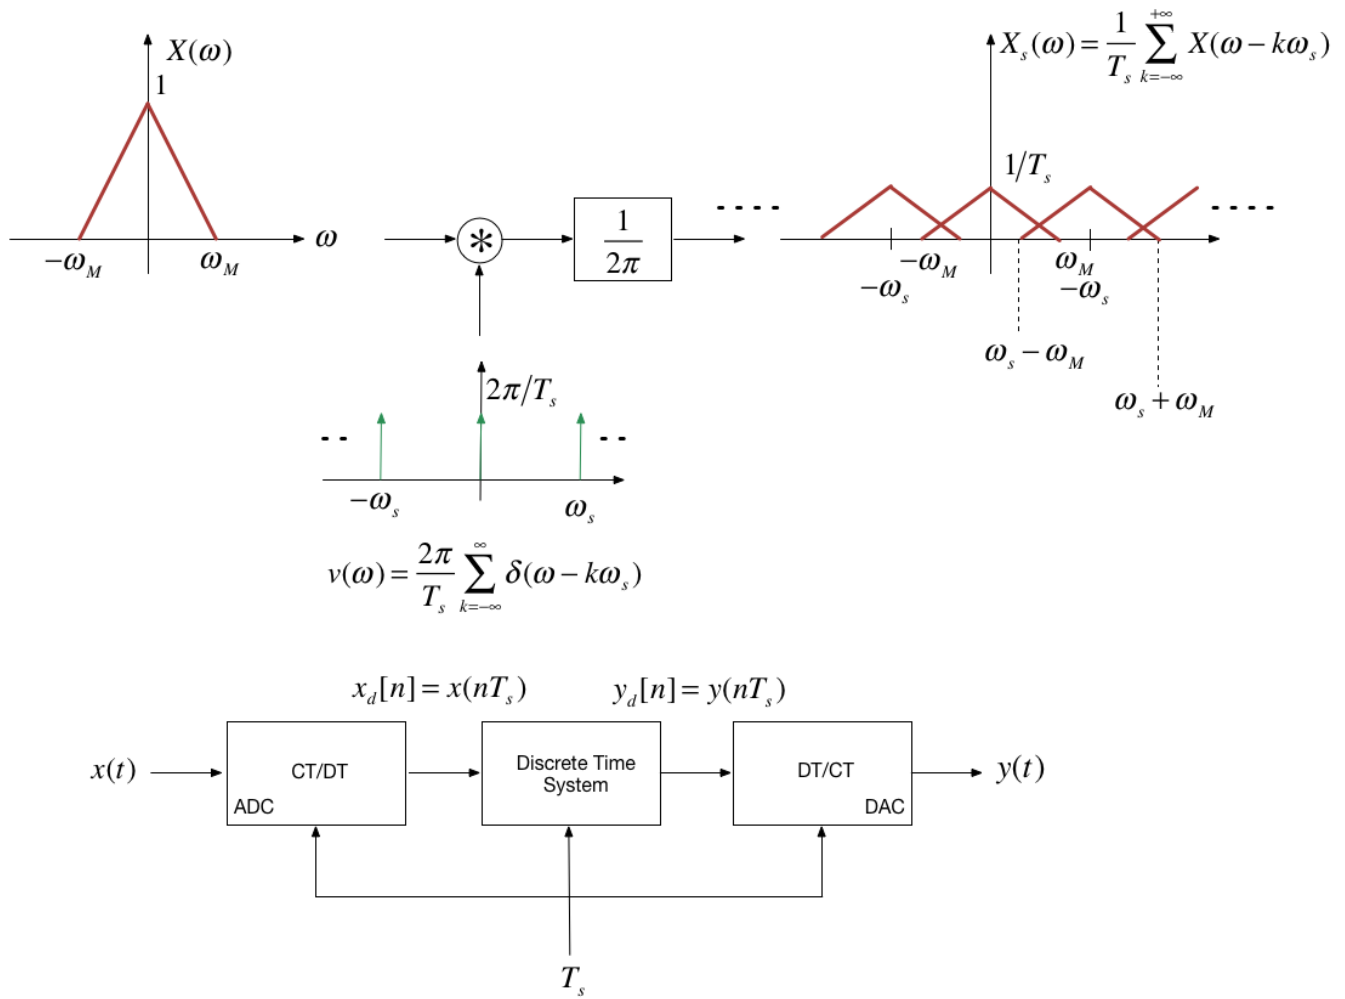 X(ω)
1
−ω_M
ω_M
ω
*
1/2π
X_s(ω) = 1/T_s ∑_{k=−∞}^{+∞} X(ω − kω_s)
1/T_s
−ω_M
ω_M
−ω_s
−ω_s
ω_s − ω_M
ω_s + ω_M
2π/T_s
−ω_s
ω_s
v(ω) = 2π/T_s ∑_{k=−∞}^{∞} δ(ω − kω_s)
x_d[n] = x(nT_s)
y_d[n] = y(nT_s)
x(t)
CT/DT
ADC
Discrete Time
System
DT/CT
DAC
y(t)
T_s